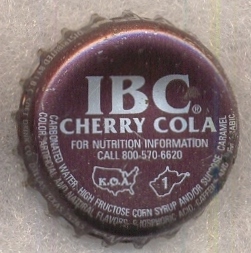 IBC®
CHERRY COLA
FOR NUTRITION INFORMATION
CALL 800-570-6620
K.O.A 1
CARBONATED WATER, HIGH FRUCTOSE CORN SYRUP AND/OR SUCROSE, CARAMEL
COLOR, ARTIFICIAL AND NATURAL FLAVORS, PHOSPHORIC ACID,